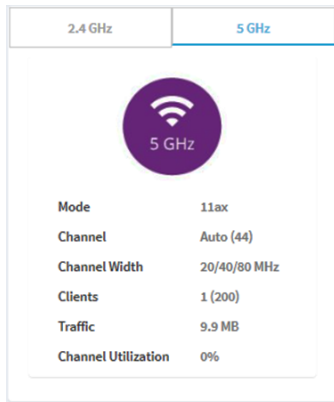 2.4 GHz 5 GHz
5 GHz
Mode 11ax
Channel Auto (44)
Channel Width 20/40/80 MHz
Clients 1 (200)
Traffic 9.9 MB
Channel Utilization 0%